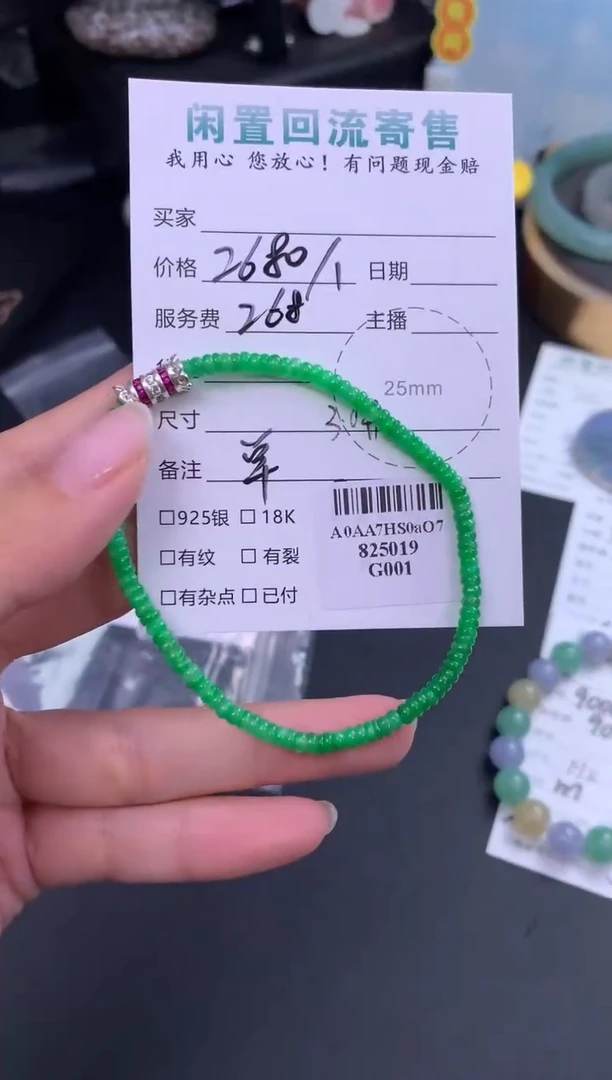 闲置回流寄售
我用心 您放心！有问题现金赔
买家
价格 2680/1 日期
服务费 268 主播
25mm
尺寸
备注
□925银 □18K
□有纹 □有裂
□有杂点 □已付
A0AA7HS0aO7
825019
G001